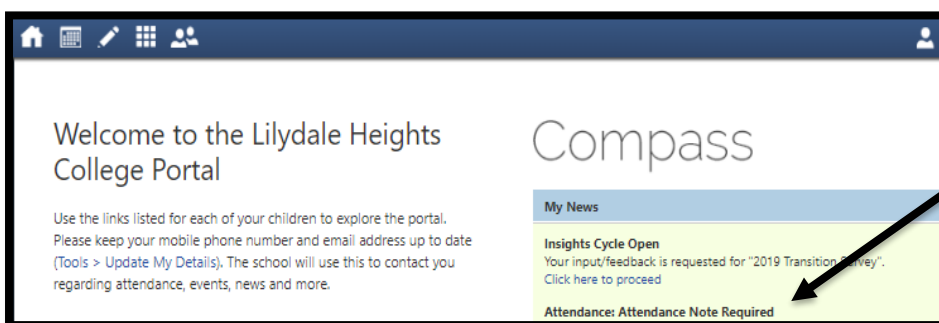 Welcome to the Lilydale Heights
College Portal
Use the links listed for each of your children to explore the portal.
Please keep your mobile phone number and email address up to date
(Tools > Update My Details). The school will use this to contact you
regarding attendance, events, news and more.
Compass
My News
Insights Cycle Open
Your input/feedback is requested for "2019 Transition Survey".
Click here to proceed
Attendance: Attendance Note Required